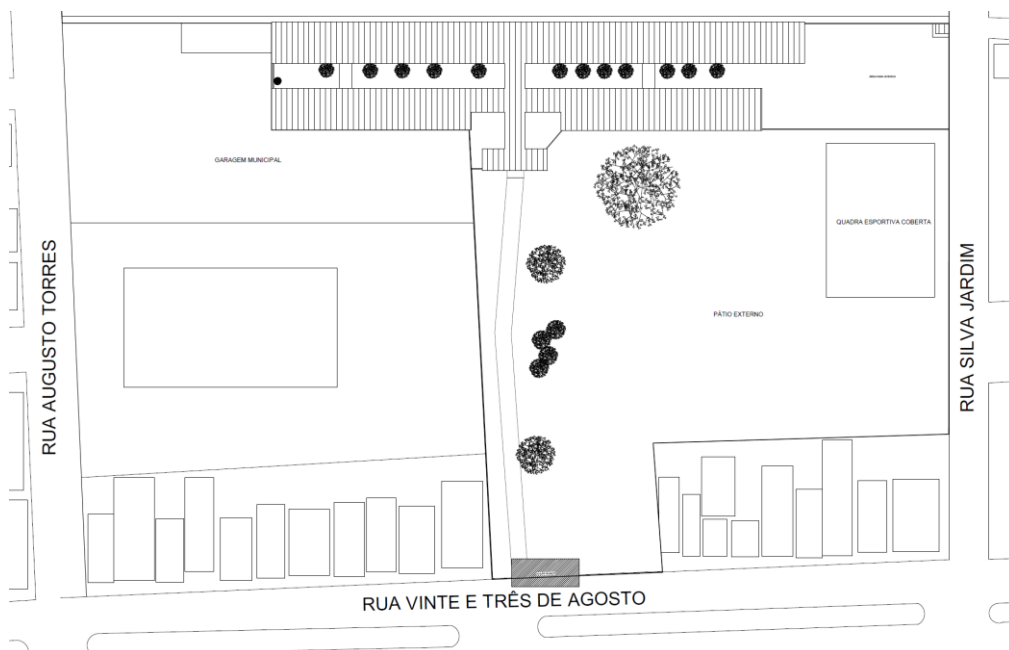 GARAGEM MUNICIPAL
QUADRA ESPORTIVA COBERTA
PÁTIO EXTERNO
RUA AUGUSTO TORRES
RUA SILVA JARDIM
RUA VINTE E TRÊS DE AGOSTO